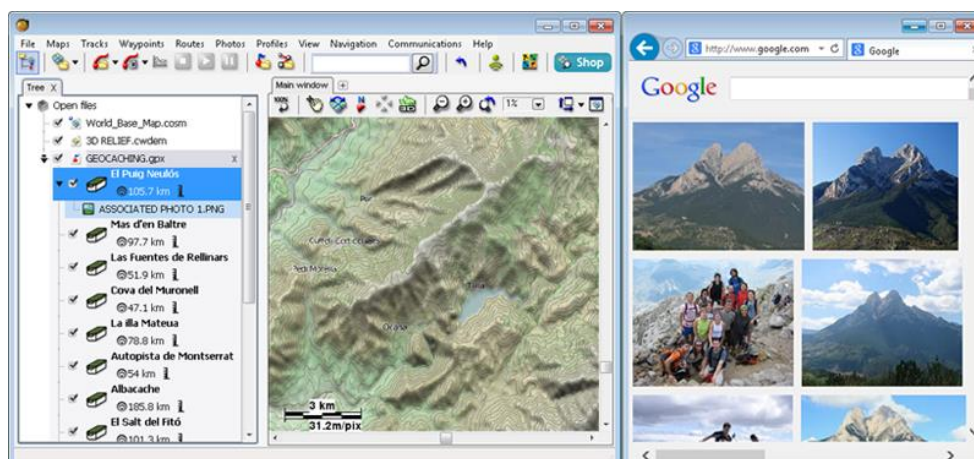 File Maps Tracks Waypoints Routes Photos Profiles View Navigation Communications Help
Shop
Tree X
Open files
World_Base_Map.cosm
3D RELIEF.cwdem
GEOCACHING.gpx x
El Puig Neulós
105.7 km
ASSOCIATED PHOTO 1.PNG
Mas d'en Baltre
97.7 km
Las Fuentes de Rellinars
51.9 km
Cova del Muronell
47.1 km
La illa Mateua
78.8 km
Autopista de Montserrat
54 km
Albacache
185.8 km
El Salt del Fitó
101.3 km
Main window
100%
1%
3 km
31.2m/pix
http://www.google.com
Google
Google